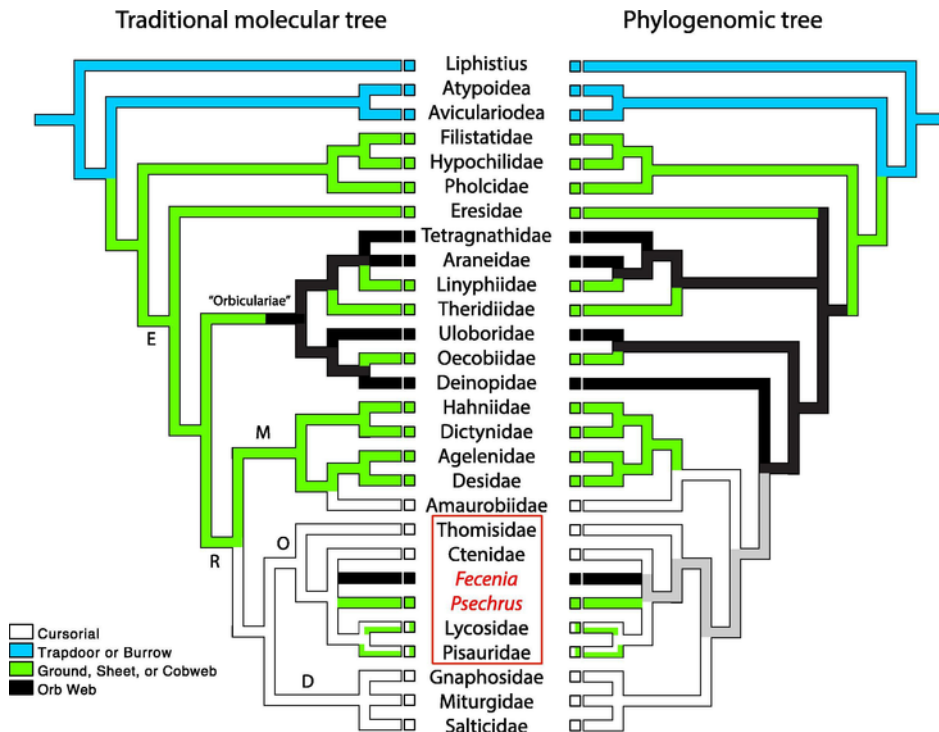 Traditional molecular tree
Phylogenomic tree
Liphistius
Atypoidea
Aviculariodea
Filistatidae
Hypochilidae
Pholcidae
Eresidae
Tetragnathidae
Araneidae
Linyphiidae
"Orbiculariae"
Theridiidae
E
Uloboridae
Oecobiidae
Deinopidae
Hahniidae
M
Dictynidae
Agelenidae
Desidae
Amaurobiidae
Thomisidae
O
Ctenidae
R
Fecenia
Psechrus
Lycosidae
Pisauridae
Gnaphosidae
D
Miturgidae
Salticidae
Cursorial
Trapdoor or Burrow
Ground, Sheet, or Cobweb
Orb Web